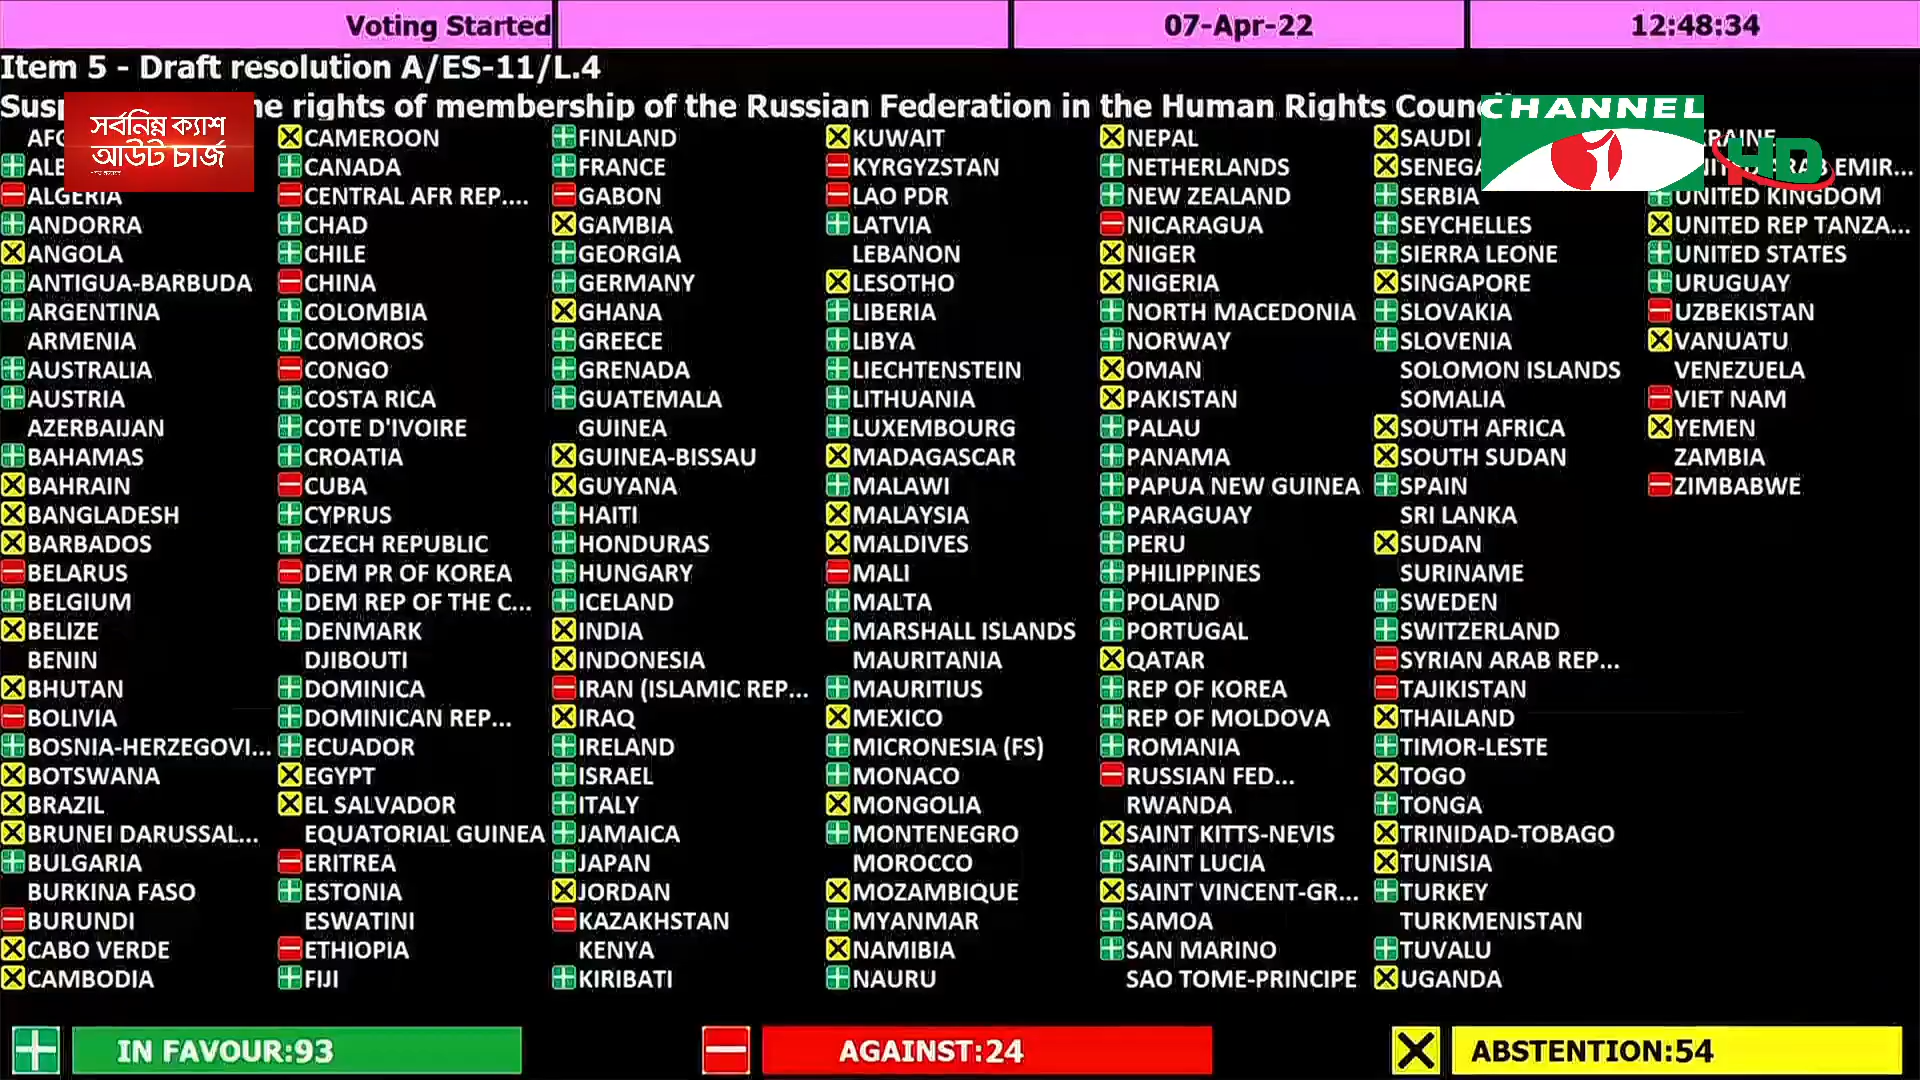 Voting Started 07-Apr-22 12:48:34
Item 5 - Draft resolution A/ES-11/L.4
rights of membership of the Russian Federation in the Human Rights
সর্বনিম্ন ক্যাশ
আউট চার্জ
CHANNEL
HD
ALGERIA
ANDORRA
ANGOLA
ANTIGUA-BARBUDA
ARGENTINA
ARMENIA
AUSTRALIA
AUSTRIA
AZERBAIJAN
BAHAMAS
BAHRAIN
BANGLADESH
BARBADOS
BELARUS
BELGIUM
BELIZE
BENIN
BHUTAN
BOLIVIA
BOSNIA-HERZEGOVI...
BOTSWANA
BRAZIL
BRUNEI DARUSSAL...
BULGARIA
BURKINA FASO
BURUNDI
CABO VERDE
CAMBODIA
CAMEROON
CANADA
CENTRAL AFR REP....
CHAD
CHILE
CHINA
COLOMBIA
COMOROS
CONGO
COSTA RICA
COTE D'IVOIRE
CROATIA
CUBA
CYPRUS
CZECH REPUBLIC
DEM PR OF KOREA
DEM REP OF THE C...
DENMARK
DJIBOUTI
DOMINICA
DOMINICAN REP...
ECUADOR
EGYPT
EL SALVADOR
EQUATORIAL GUINEA
ERITREA
ESTONIA
ESWATINI
ETHIOPIA
FIJI
FINLAND
FRANCE
GABON
GAMBIA
GEORGIA
GERMANY
GHANA
GREECE
GRENADA
GUATEMALA
GUINEA
GUINEA-BISSAU
GUYANA
HAITI
HONDURAS
HUNGARY
ICELAND
INDIA
INDONESIA
IRAN (ISLAMIC REP...
IRAQ
IRELAND
ISRAEL
ITALY
JAMAICA
JAPAN
JORDAN
KAZAKHSTAN
KENYA
KIRIBATI
KUWAIT
KYRGYZSTAN
LAO PDR
LATVIA
LEBANON
LESOTHO
LIBERIA
LIBYA
LIECHTENSTEIN
LITHUANIA
LUXEMBOURG
MADAGASCAR
MALAWI
MALAYSIA
MALDIVES
MALI
MALTA
MARSHALL ISLANDS
MAURITANIA
MAURITIUS
MEXICO
MICRONESIA (FS)
MONACO
MONGOLIA
MONTENEGRO
MOROCCO
MOZAMBIQUE
MYANMAR
NAMIBIA
NAURU
NEPAL
NETHERLANDS
NEW ZEALAND
NICARAGUA
NIGER
NIGERIA
NORTH MACEDONIA
NORWAY
OMAN
PAKISTAN
PALAU
PANAMA
PAPUA NEW GUINEA
PARAGUAY
PERU
PHILIPPINES
POLAND
PORTUGAL
QATAR
REP OF KOREA
REP OF MOLDOVA
ROMANIA
RUSSIAN FED...
RWANDA
SAINT KITTS-NEVIS
SAINT LUCIA
SAINT VINCENT-GR...
SAMOA
SAN MARINO
SAO TOME-PRINCIPE
SAUDI
SERBIA
SEYCHELLES
SIERRA LEONE
SINGAPORE
SLOVAKIA
SLOVENIA
SOLOMON ISLANDS
SOMALIA
SOUTH AFRICA
SOUTH SUDAN
SPAIN
SRI LANKA
SUDAN
SURINAME
SWEDEN
SWITZERLAND
SYRIAN ARAB REP...
TAJIKISTAN
THAILAND
TIMOR-LESTE
TOGO
TONGA
TRINIDAD-TOBAGO
TUNISIA
TURKEY
TURKMENISTAN
TUVALU
UGANDA
EMIR...
UNITED KINGDOM
UNITED REP TANZA...
UNITED STATES
URUGUAY
UZBEKISTAN
VANUATU
VENEZUELA
VIET NAM
YEMEN
ZAMBIA
ZIMBABWE
IN FAVOUR:93 AGAINST:24 ABSTENTION:54